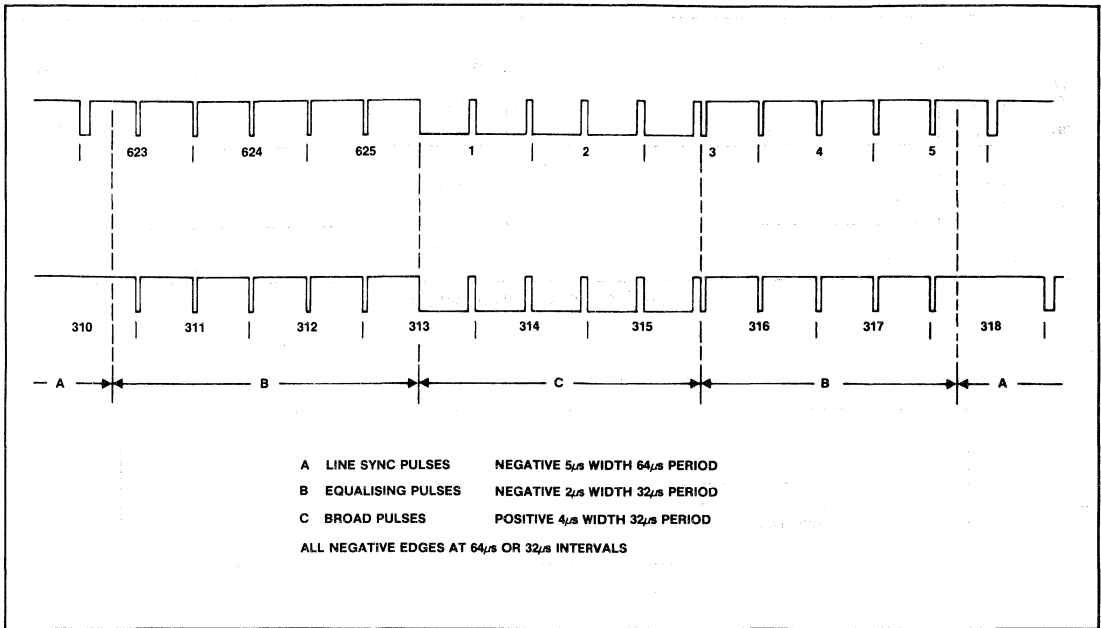 623 624 625 1 2 3 4 5
310 311 312 313 314 315 316 317 318
A B C B A
A LINE SYNC PULSES NEGATIVE 5µs WIDTH 64µs PERIOD
B EQUALISING PULSES NEGATIVE 2µs WIDTH 32µs PERIOD
C BROAD PULSES POSITIVE 4µs WIDTH 32µs PERIOD
ALL NEGATIVE EDGES AT 64µs OR 32µs INTERVALS